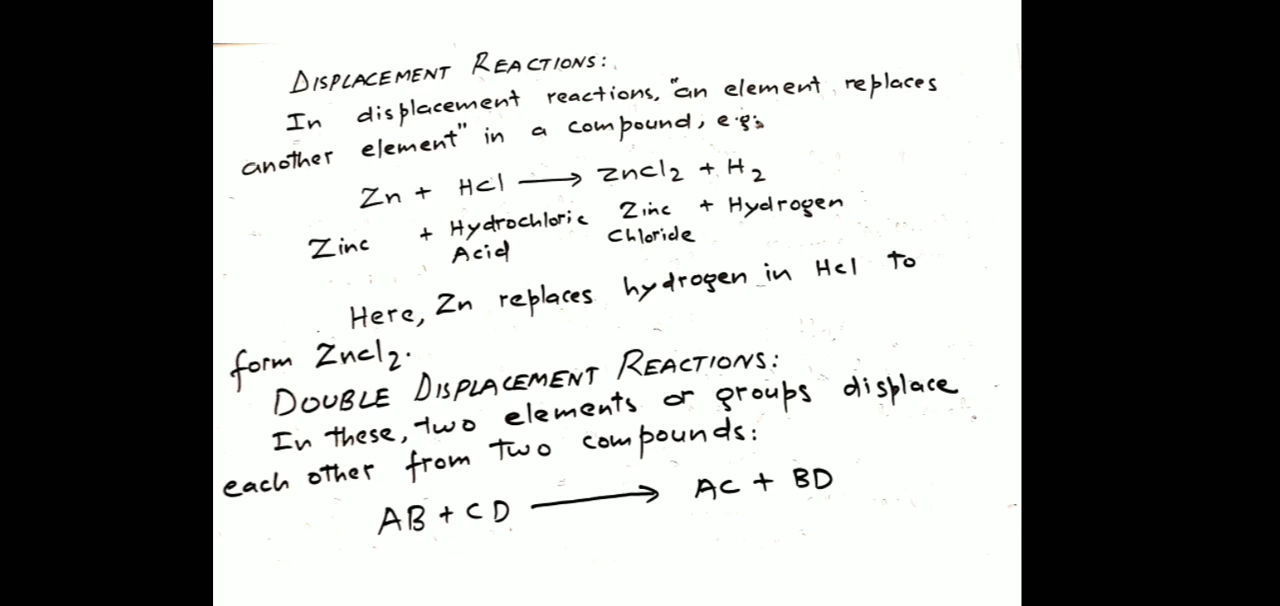 DISPLACEMENT REACTIONS:
In displacement reactions, "an element replaces
another element" in a compound, e.g;
Zn + HCl ⟶ ZnCl2 + H2
Zinc + Hydrochloric Zinc + Hydrogen
Acid Chloride
Here, Zn replaces hydrogen in HCl to
form ZnCl2.
DOUBLE DISPLACEMENT REACTIONS:
In these, two elements or groups displace
each other from two compounds:
AB + CD ⟶ AC + BD